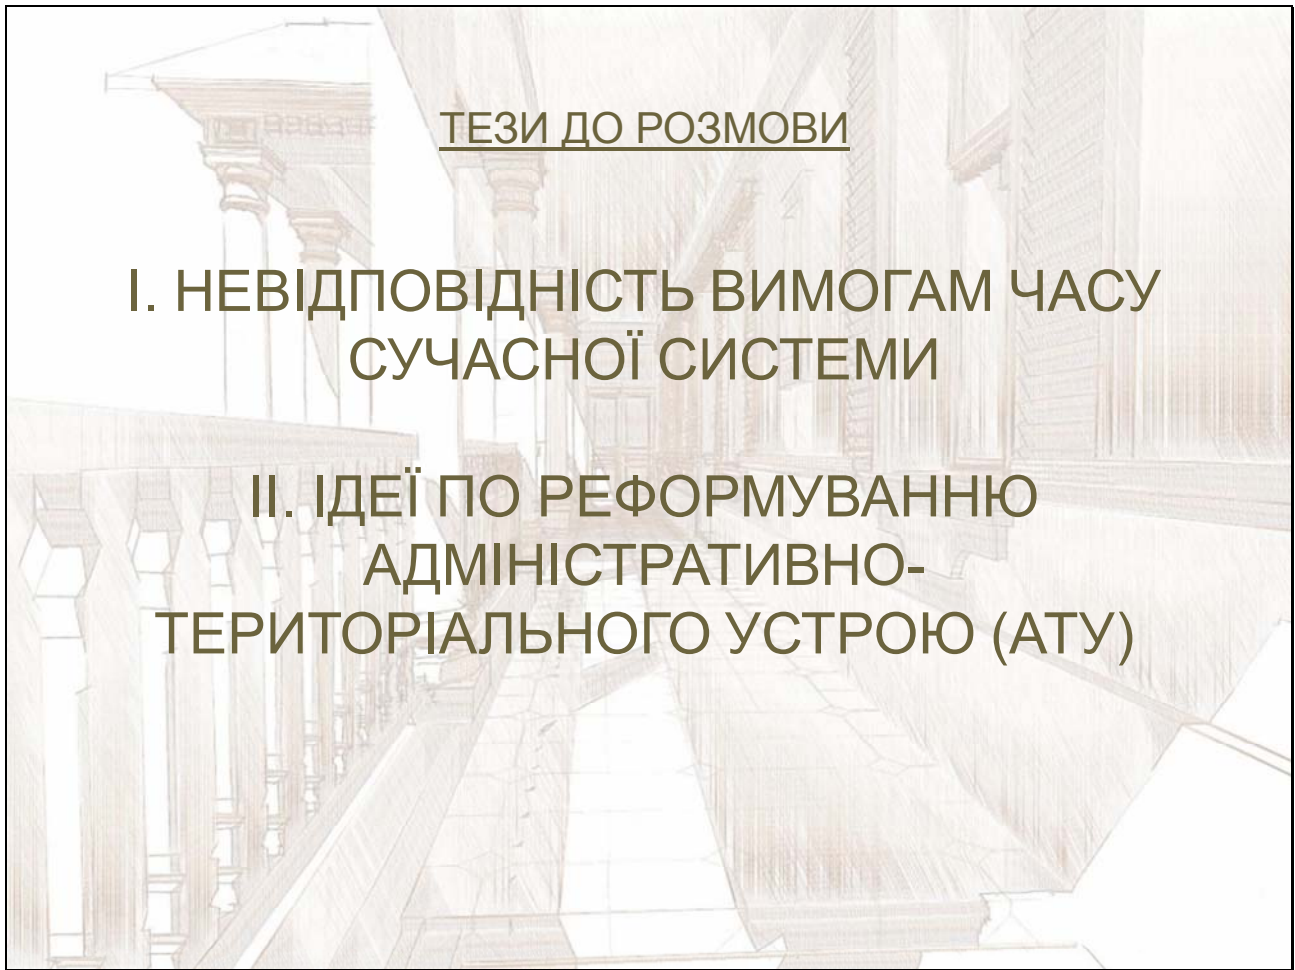 ТЕЗИ ДО РОЗМОВИ
І. НЕВІДПОВІДНІСТЬ ВИМОГАМ ЧАСУ
СУЧАСНОЇ СИСТЕМИ
ІІ. ІДЕЇ ПО РЕФОРМУВАННЮ
АДМІНІСТРАТИВНО-
ТЕРИТОРІАЛЬНОГО УСТРОЮ (АТУ)